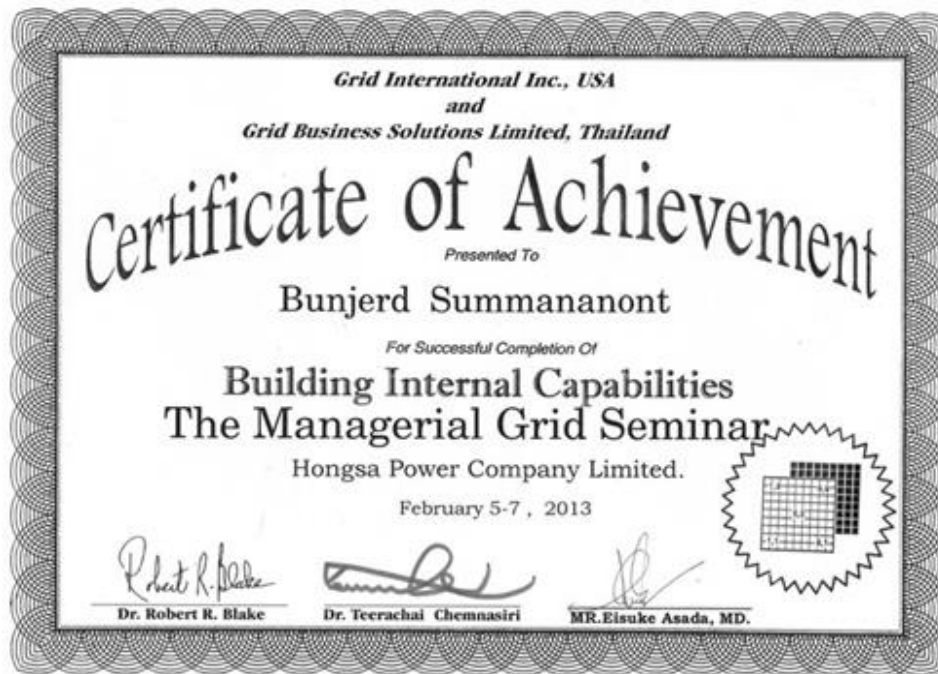 Grid International Inc., USA
and
Grid Business Solutions Limited, Thailand
Certificate of Achievement
Presented To
Bunjerd Summananont
For Successful Completion Of
Building Internal Capabilities
The Managerial Grid Seminar
Hongsa Power Company Limited.
February 5-7 , 2013
Robert R. Blake
Dr. Robert R. Blake
Dr. Teerachai Chemnasiri
MR.Eisuke Asada, MD.